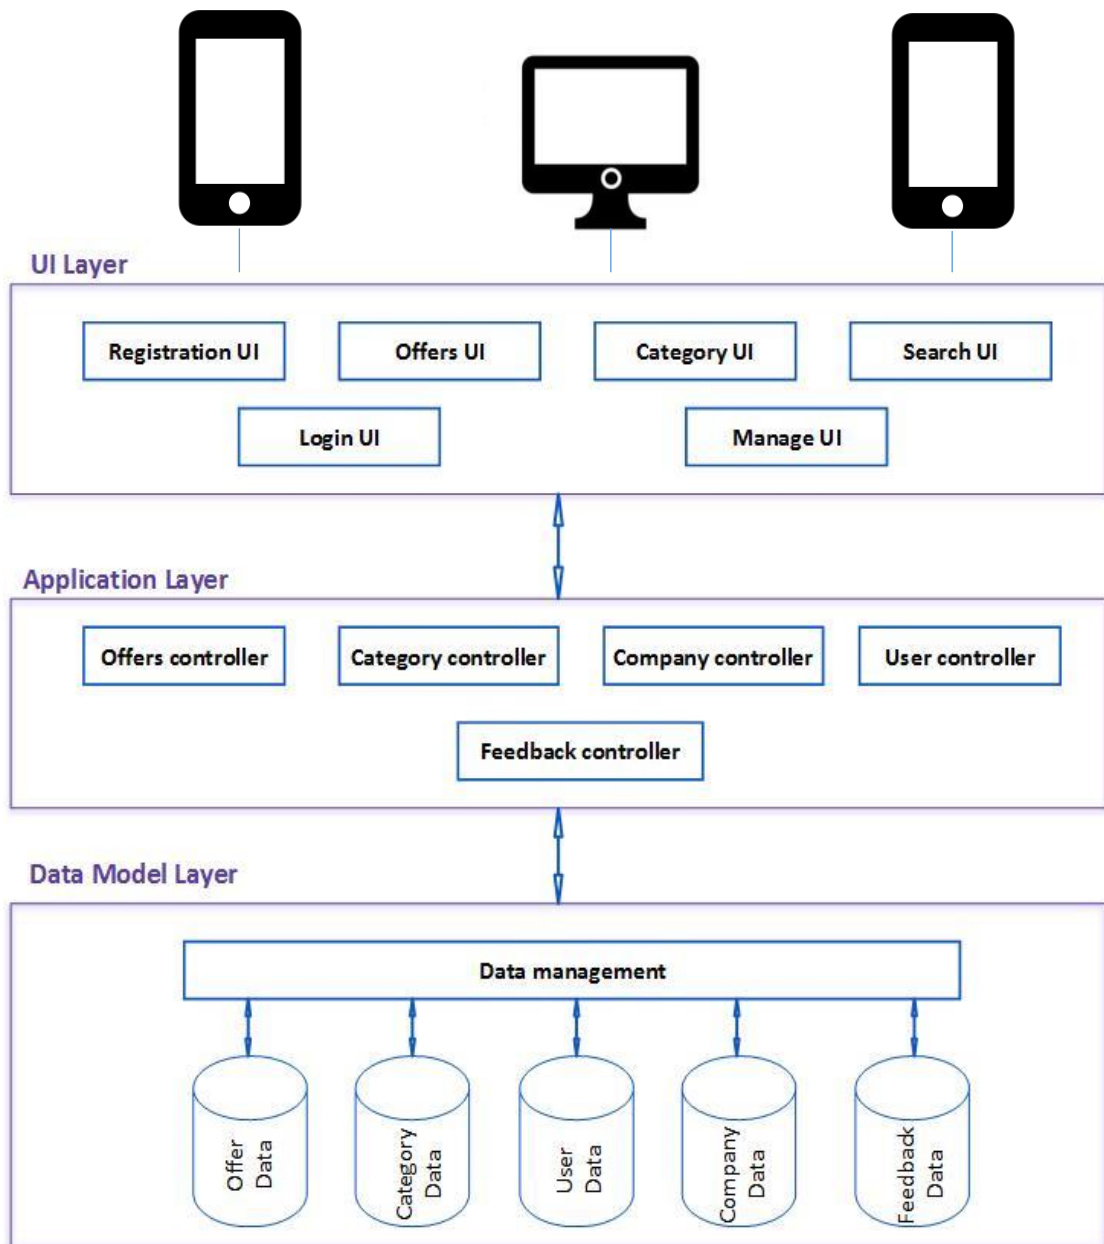 UI Layer
Registration UI
Offers UI
Category UI
Search UI
Login UI
Manage UI
Application Layer
Offers controller
Category controller
Company controller
User controller
Feedback controller
Data Model Layer
Data management
Offer
Data
Category
Data
User
Data
Company
Data
Feedback
Data